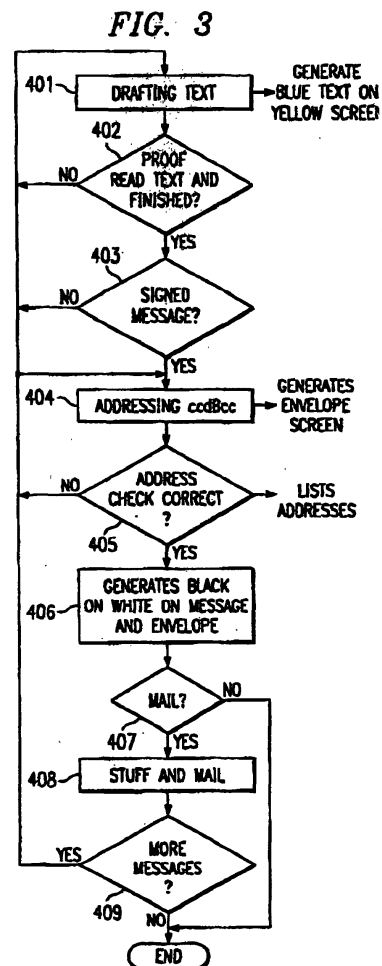 FIG. 3
401
DRAFTING TEXT
GENERATE
BLUE TEXT ON
YELLOW SCREEN
402
PROOF
READ TEXT AND
FINISHED?
NO
YES
403
SIGNED
MESSAGE?
NO
YES
404
ADDRESSING ccdBcc
GENERATES
ENVELOPE
SCREEN
ADDRESS
CHECK CORRECT
?
NO
LISTS
ADDRESSES
405
YES
406
GENERATES BLACK
ON WHITE ON MESSAGE
AND ENVELOPE
MAIL?
NO
407
YES
408
STUFF AND MAIL
YES
MORE
MESSAGES
?
409
NO
END